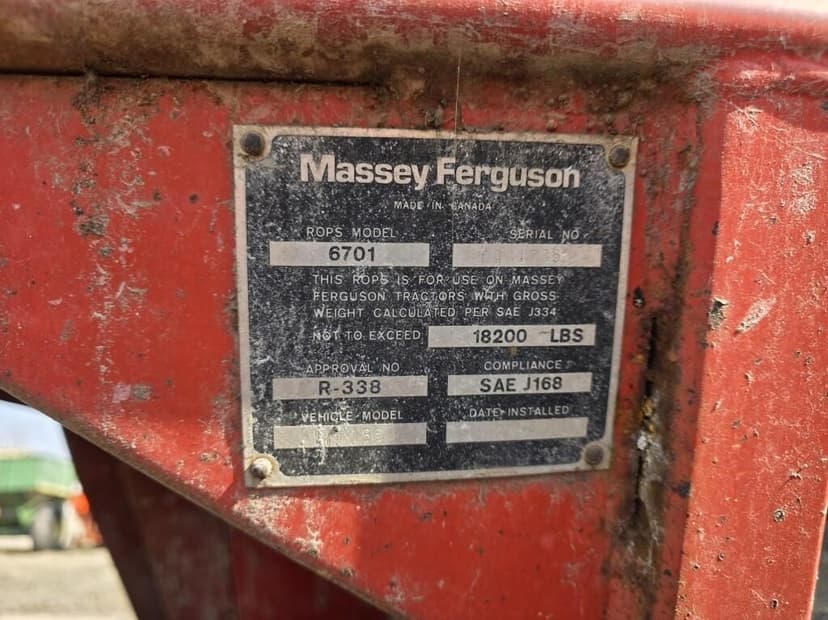 Massey Ferguson
MADE IN CANADA
ROPS MODEL SERIAL NO
6701
THIS ROPS IS FOR USE ON MASSEY
FERGUSON TRACTORS WITH GROSS
WEIGHT CALCULATED PER SAE J334
NOT TO EXCEED 18200 LBS
APPROVAL NO COMPLIANCE
R-338 SAE J168
VEHICLE MODEL DATE INSTALLED